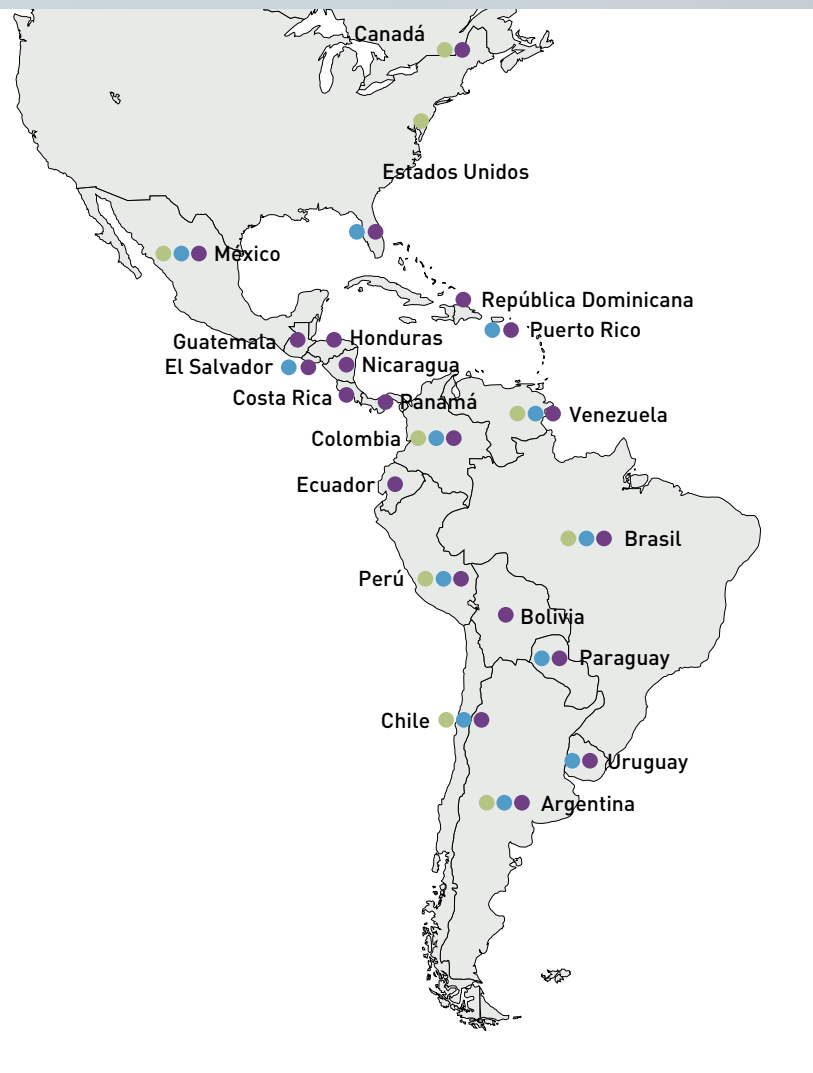 Canadá
Estados Unidos
México
República Dominicana
Puerto Rico
Guatemala
Honduras
El Salvador
Nicaragua
Costa Rica
Panamá
Venezuela
Colombia
Ecuador
Brasil
Perú
Bolivia
Paraguay
Chile
Uruguay
Argentina